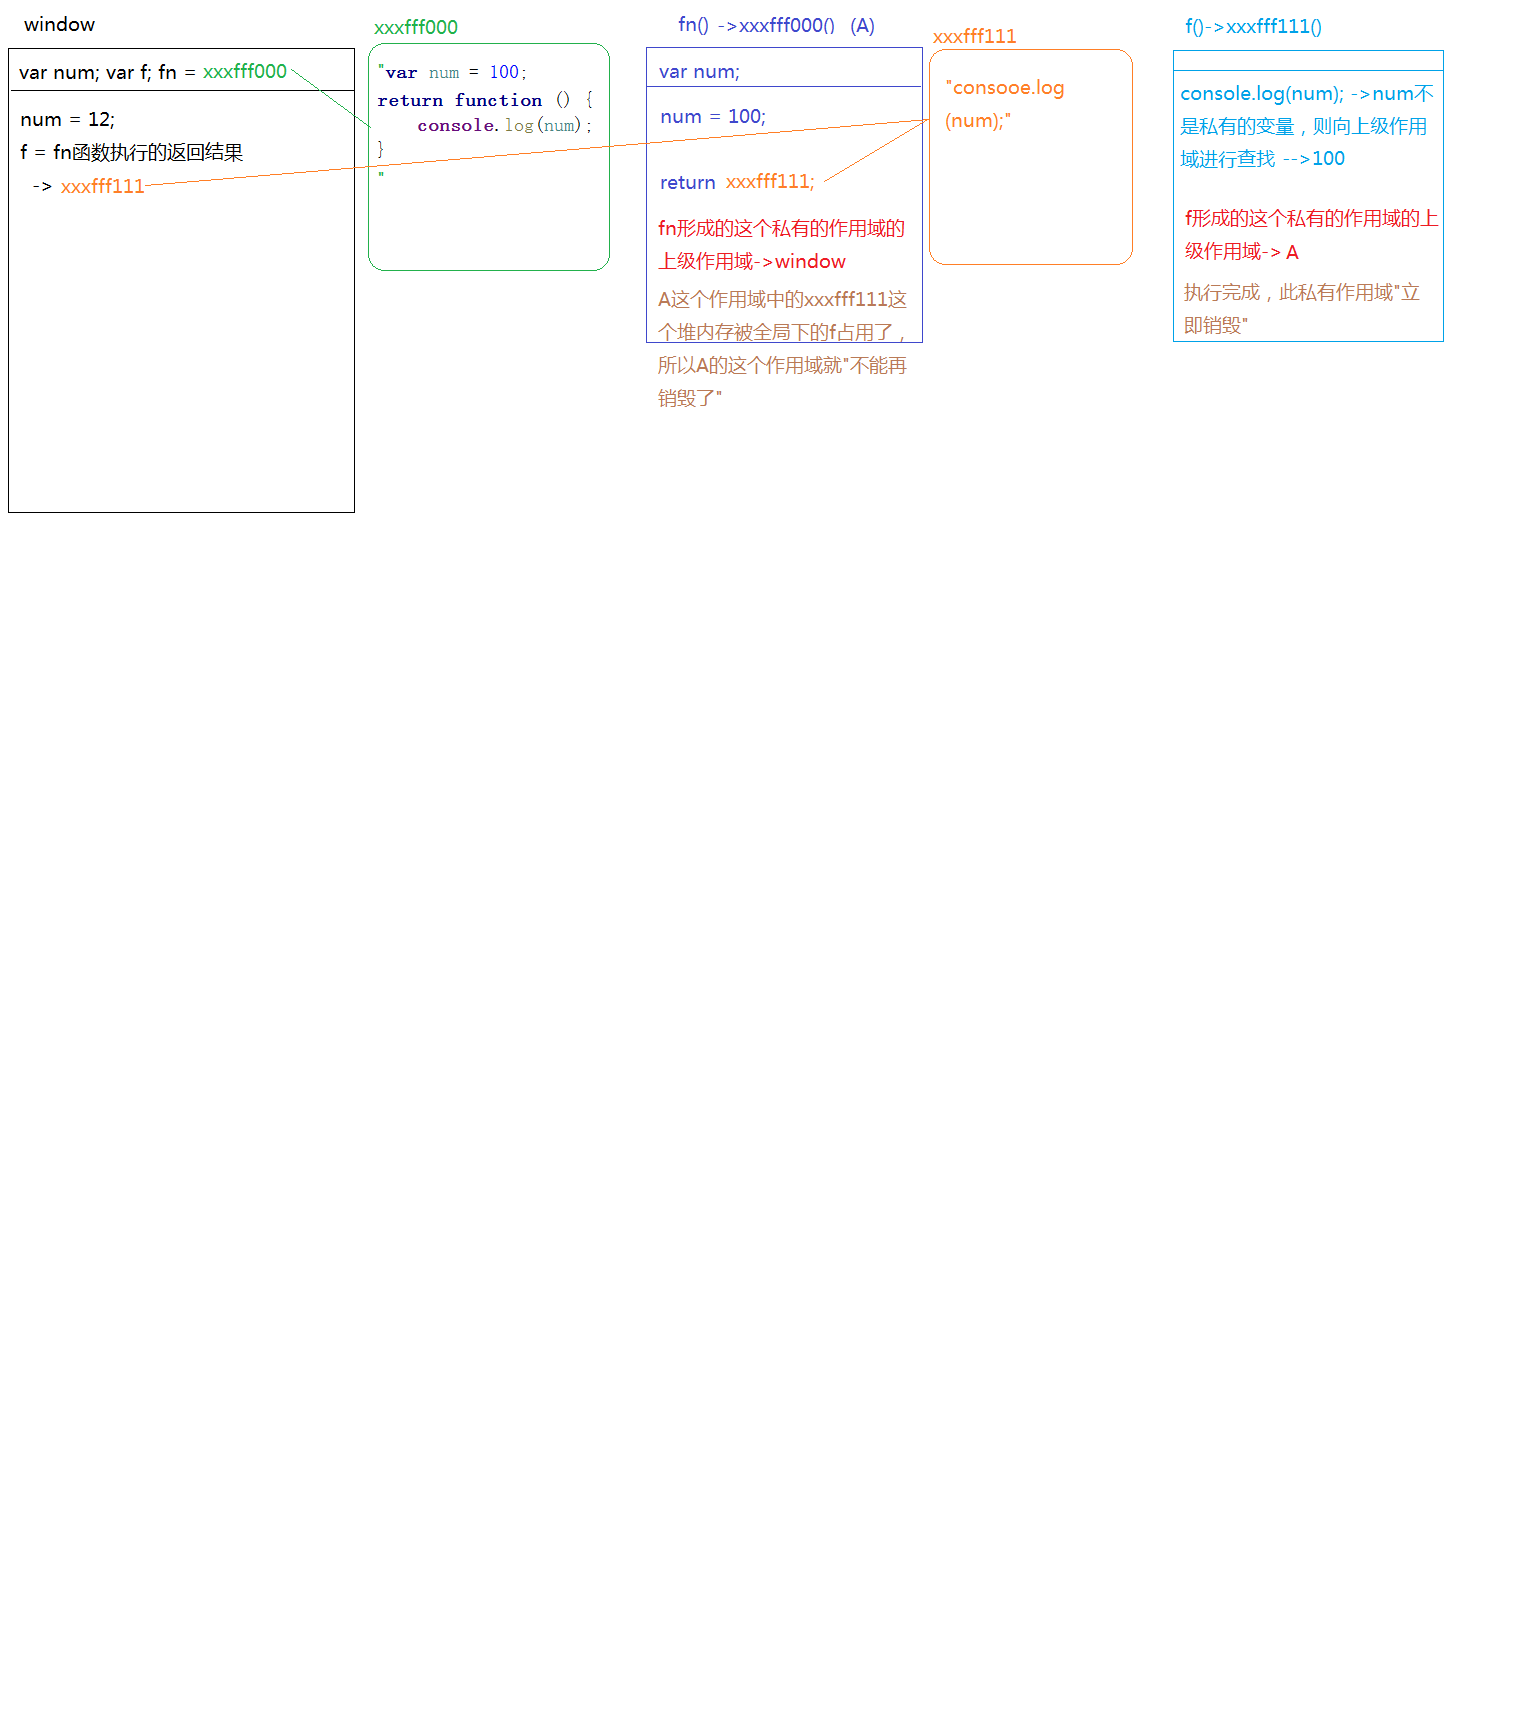 window
var num; var f; fn = xxxfff000
num = 12;
f = fn函数执行的返回结果
-> xxxfff111
xxxfff000
"var num = 100;
return function () {
console.log(num);
}
"
fn() ->xxxfff000() (A)
var num;
num = 100;
return xxxfff111;
fn形成的这个私有的作用域的
上级作用域->window
A这个作用域中的xxxfff111这
个堆内存被全局下的f占用了，
所以A的这个作用域就"不能再
销毁了"
xxxfff111
"consooe.log
(num);"
f()->xxxfff111()
console.log(num); ->num不
是私有的变量，则向上级作用
域进行查找 -->100
f形成的这个私有的作用域的上
级作用域-> A
执行完成，此私有作用域"立
即销毁"